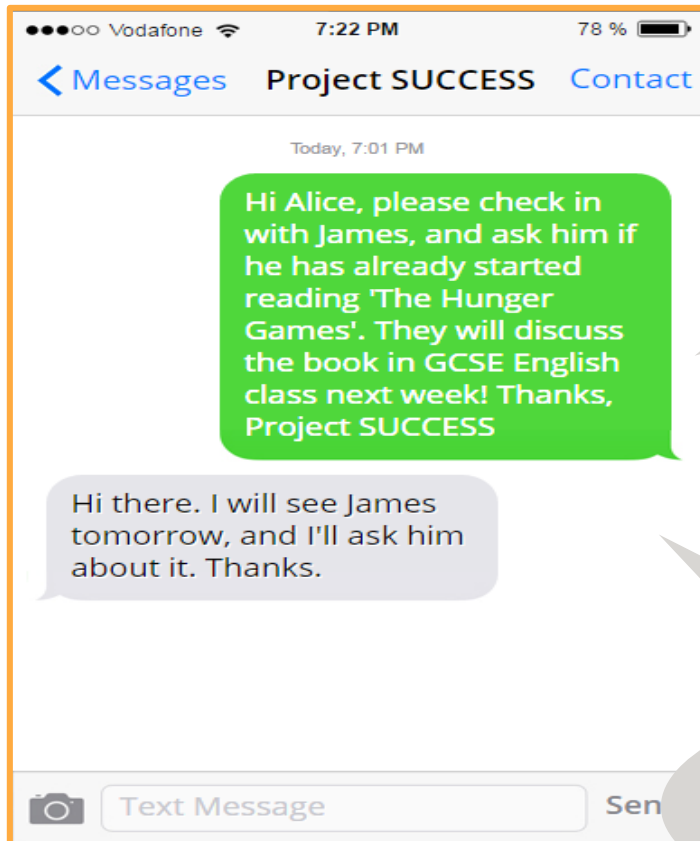 ●●●○○ Vodafone 7:22 PM 78 %
Messages Project SUCCESS Contact
Today, 7:01 PM
Hi Alice, please check in
with James, and ask him if
he has already started
reading 'The Hunger
Games'. They will discuss
the book in GCSE English
class next week! Thanks,
Project SUCCESS
Hi there. I will see James
tomorrow, and I'll ask him
about it. Thanks.
Text Message Sen